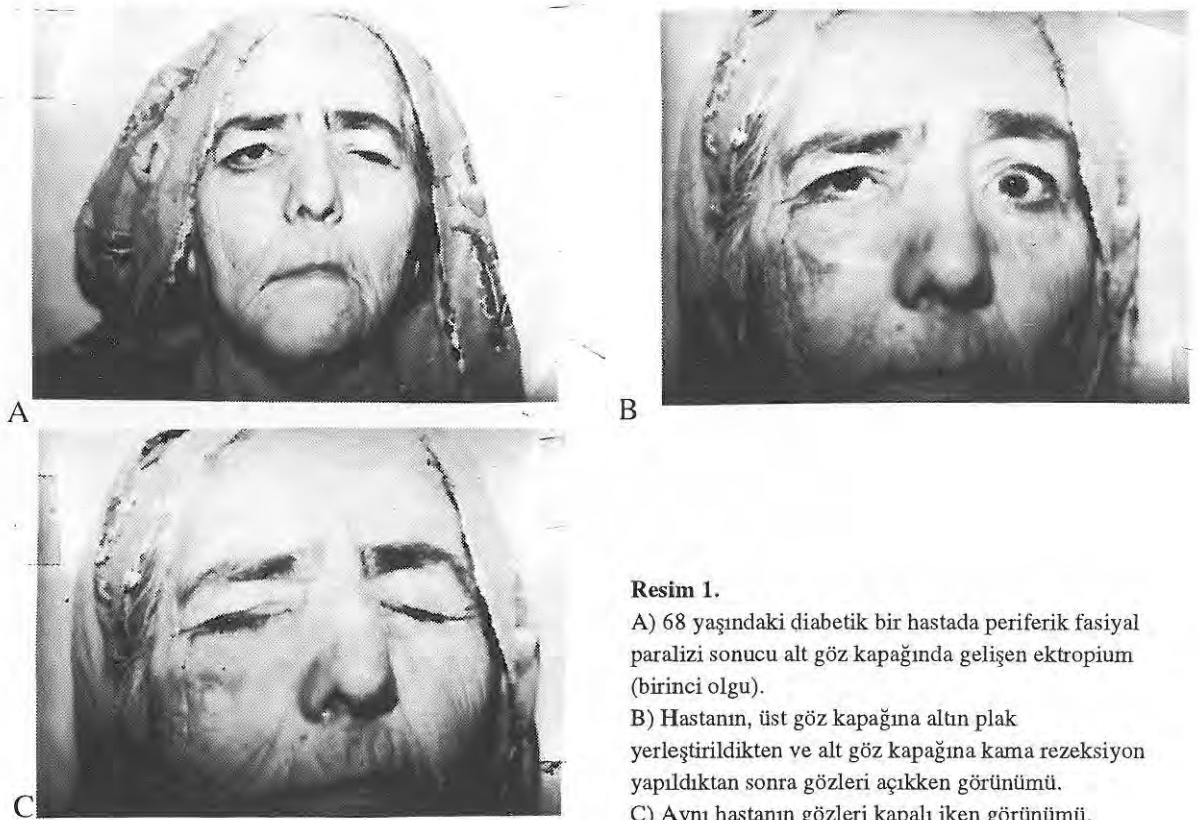 A
B
C
Resim 1.
A) 68 yaşındaki diabetik bir hastada periferik fasiyal
paralizi sonucu alt göz kapağında gelişen ektropium
(birinci olgu).
B) Hastanın, üst göz kapağına altın plak
yerleştirildikten ve alt göz kapağına kama rezeksiyon
yapıldıktan sonra gözleri açıkken görünümü.
C) Aynı hastanın gözleri kapalı iken görünümü.